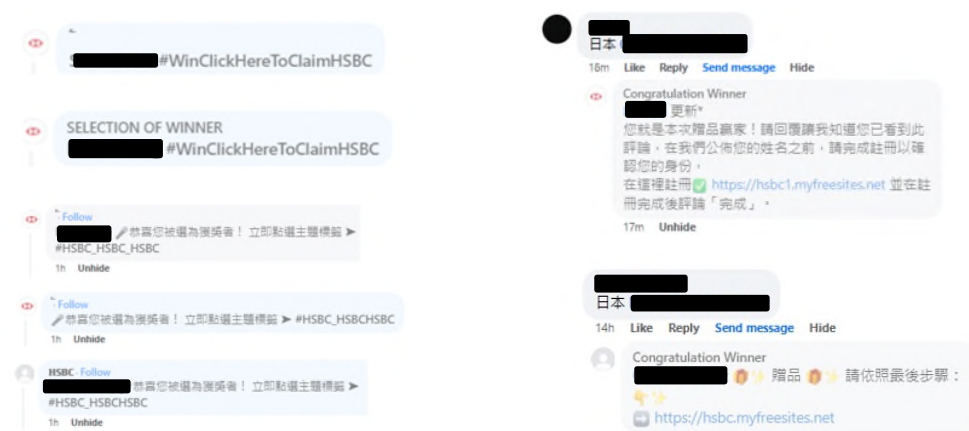 #WinClickHereToClaimHSBC
SELECTION OF WINNER
#WinClickHereToClaimHSBC
· Follow
🎤恭喜您被選為獲獎者！ 立即點選主題標籤 ➤
#HSBC_HSBC_HSBC
1h Unhide
· Follow
🎤恭喜您被選為獲獎者！ 立即點選主題標籤 ➤ #HSBC_HSBCHSBC
1h Unhide
HSBC · Follow
恭喜您被選為獲獎者！ 立即點選主題標籤 ➤
#HSBC_HSBCHSBC
1h Unhide
日本
18m Like Reply Send message Hide
Congratulation Winner
更新*
您就是本次贈品贏家！請回覆讓我知道您已看到此
評論，在我們公佈您的姓名之前，請完成註冊以確
認您的身份。
在這裡註冊✅ https://hsbc1.myfreesites.net 並在註
冊完成後評論「完成」。
17m Unhide
日本
14h Like Reply Send message Hide
Congratulation Winner
🎁✨ 贈品 🎁✨ 請依照最後步驟：
👇✨
➡️ https://hsbc.myfreesites.net